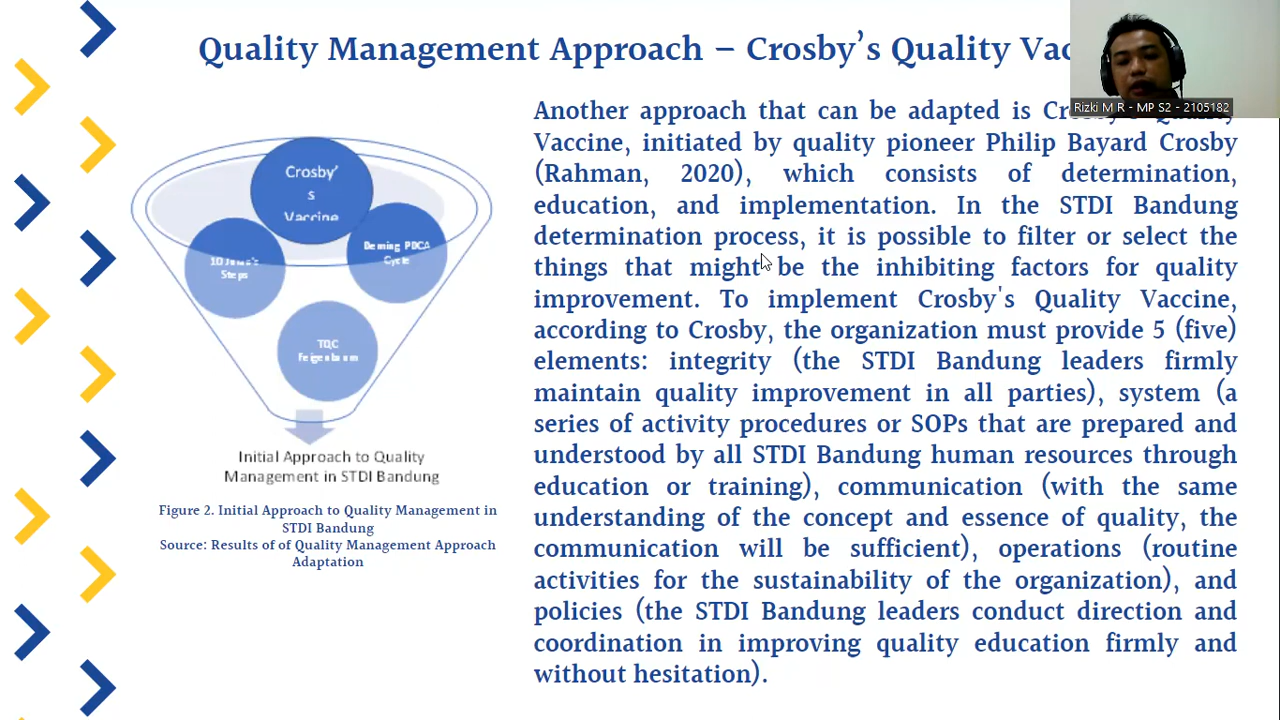 Quality Management Approach – Crosby's Quality Vac
Rizki M R - MP S2 - 2105182
Another approach that can be adapted is
Vaccine, initiated by quality pioneer Philip Bayard Crosby
(Rahman, 2020), which consists of determination,
education, and implementation. In the STDI Bandung
determination process, it is possible to filter or select the
things that might be the inhibiting factors for quality
improvement. To implement Crosby's Quality Vaccine,
according to Crosby, the organization must provide 5 (five)
elements: integrity (the STDI Bandung leaders firmly
maintain quality improvement in all parties), system (a
series of activity procedures or SOPs that are prepared and
understood by all STDI Bandung human resources through
education or training), communication (with the same
understanding of the concept and essence of quality, the
communication will be sufficient), operations (routine
activities for the sustainability of the organization), and
policies (the STDI Bandung leaders conduct direction and
coordination in improving quality education firmly and
without hesitation).
Crosby'
s
Vaccine
Deming PDCA
Cycle
10
Steps
TQC
Feigenbaum
Initial Approach to Quality
Management in STDI Bandung
Figure 2. Initial Approach to Quality Management in
STDI Bandung
Source: Results of of Quality Management Approach
Adaptation